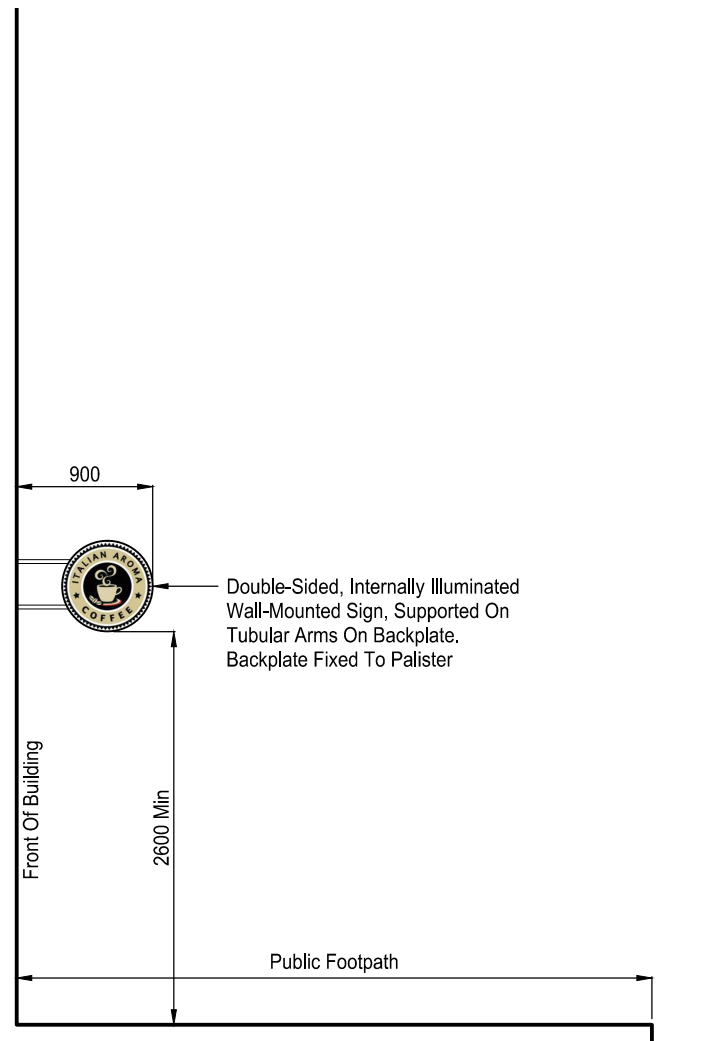 900
ITALIAN AROMA
COFFEE
Double-Sided, Internally Illuminated
Wall-Mounted Sign, Supported On
Tubular Arms On Backplate.
Backplate Fixed To Palister
Front Of Building
2600 Min
Public Footpath